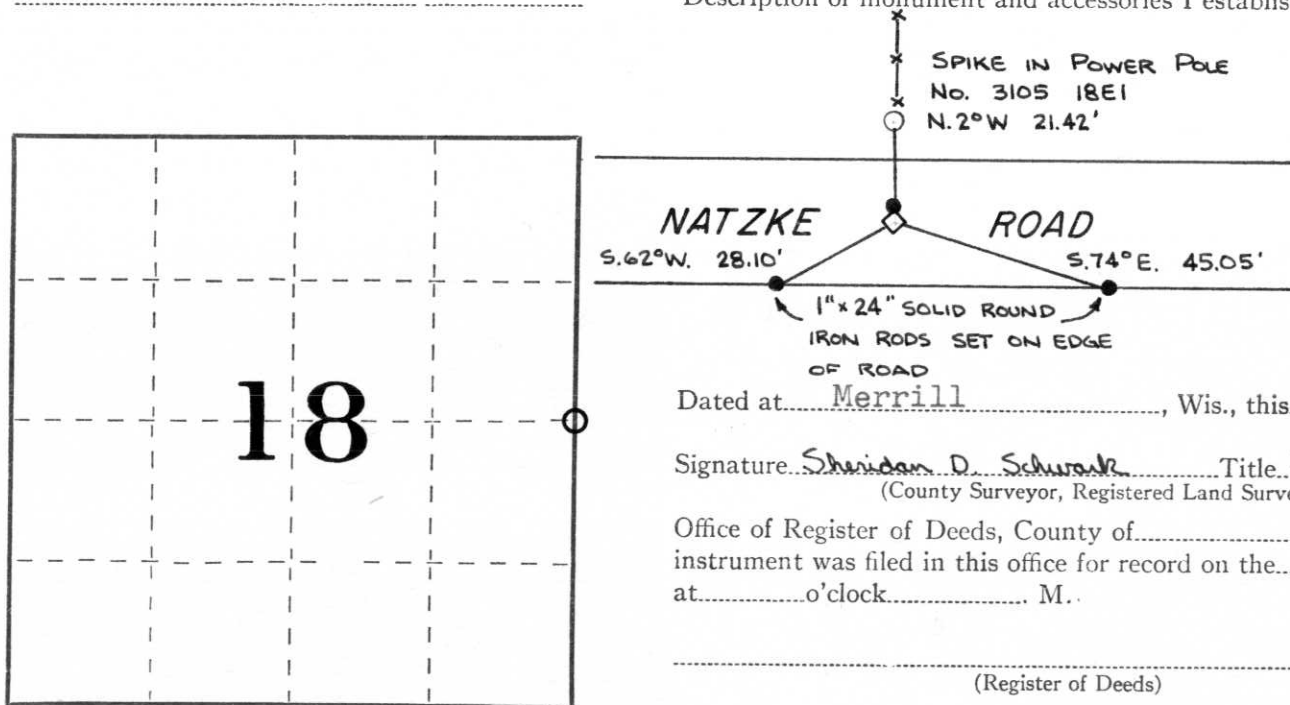 Description of monument and accessories I establis
SPIKE IN POWER POLE
No. 3105 18E1
N.2°W 21.42'
NATZKE ROAD
S.62°W. 28.10'
S.74°E. 45.05'
1"x24" SOLID ROUND
IRON RODS SET ON EDGE
OF ROAD
18
Dated at Merrill, Wis., this
Signature Sheridan D. Schwark Title
(County Surveyor, Registered Land Surve
Office of Register of Deeds, County of
instrument was filed in this office for record on the
at o'clock M.
(Register of Deeds)